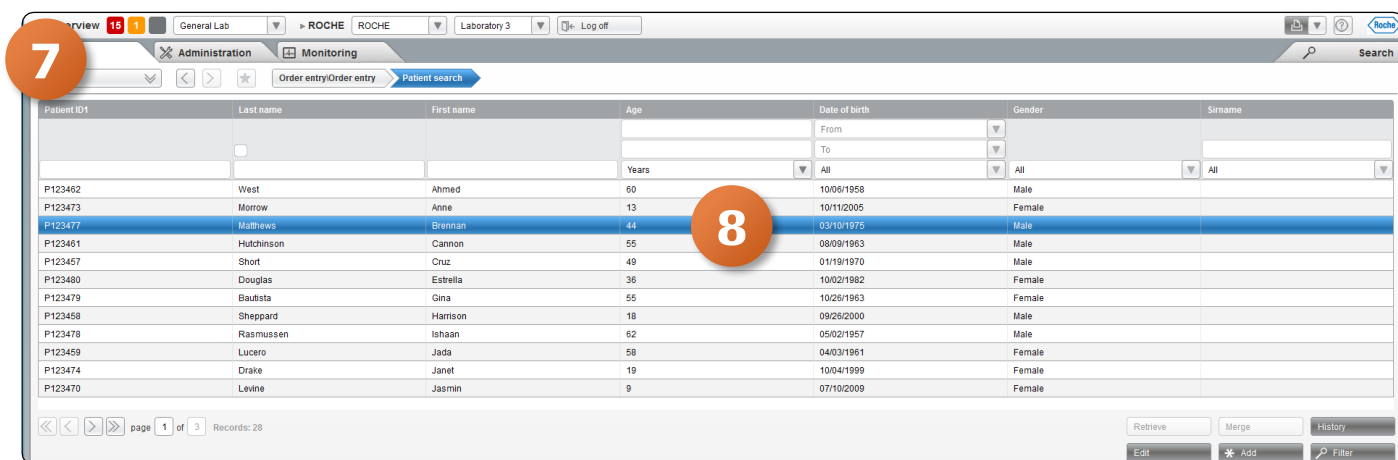 rview 15 1 General Lab ▸ ROCHE ROCHE Laboratory 3 Log off ? Roche
7 Administration Monitoring Search
Order entry\Order entry Patient search
Patient ID1 Last name First name Age Date of birth Gender Sirname
From
To
Years All All All
P123462 West Ahmed 60 10/06/1958 Male
P123473 Morrow Anne 13 10/11/2005 Female
P123477 Matthews Brennan 44 8 03/10/1975 Male
P123461 Hutchinson Cannon 55 08/09/1963 Male
P123457 Short Cruz 49 01/19/1970 Male
P123480 Douglas Estrella 36 10/02/1982 Female
P123479 Bautista Gina 55 10/26/1963 Female
P123458 Sheppard Harrison 18 09/26/2000 Male
P123478 Rasmussen Ishaan 62 05/02/1957 Male
P123459 Lucero Jada 58 04/03/1961 Female
P123474 Drake Janet 19 10/04/1999 Female
P123470 Levine Jasmin 9 07/10/2009 Female
page 1 of 3 Records: 28 Retrieve Merge History
Edit Add Filter